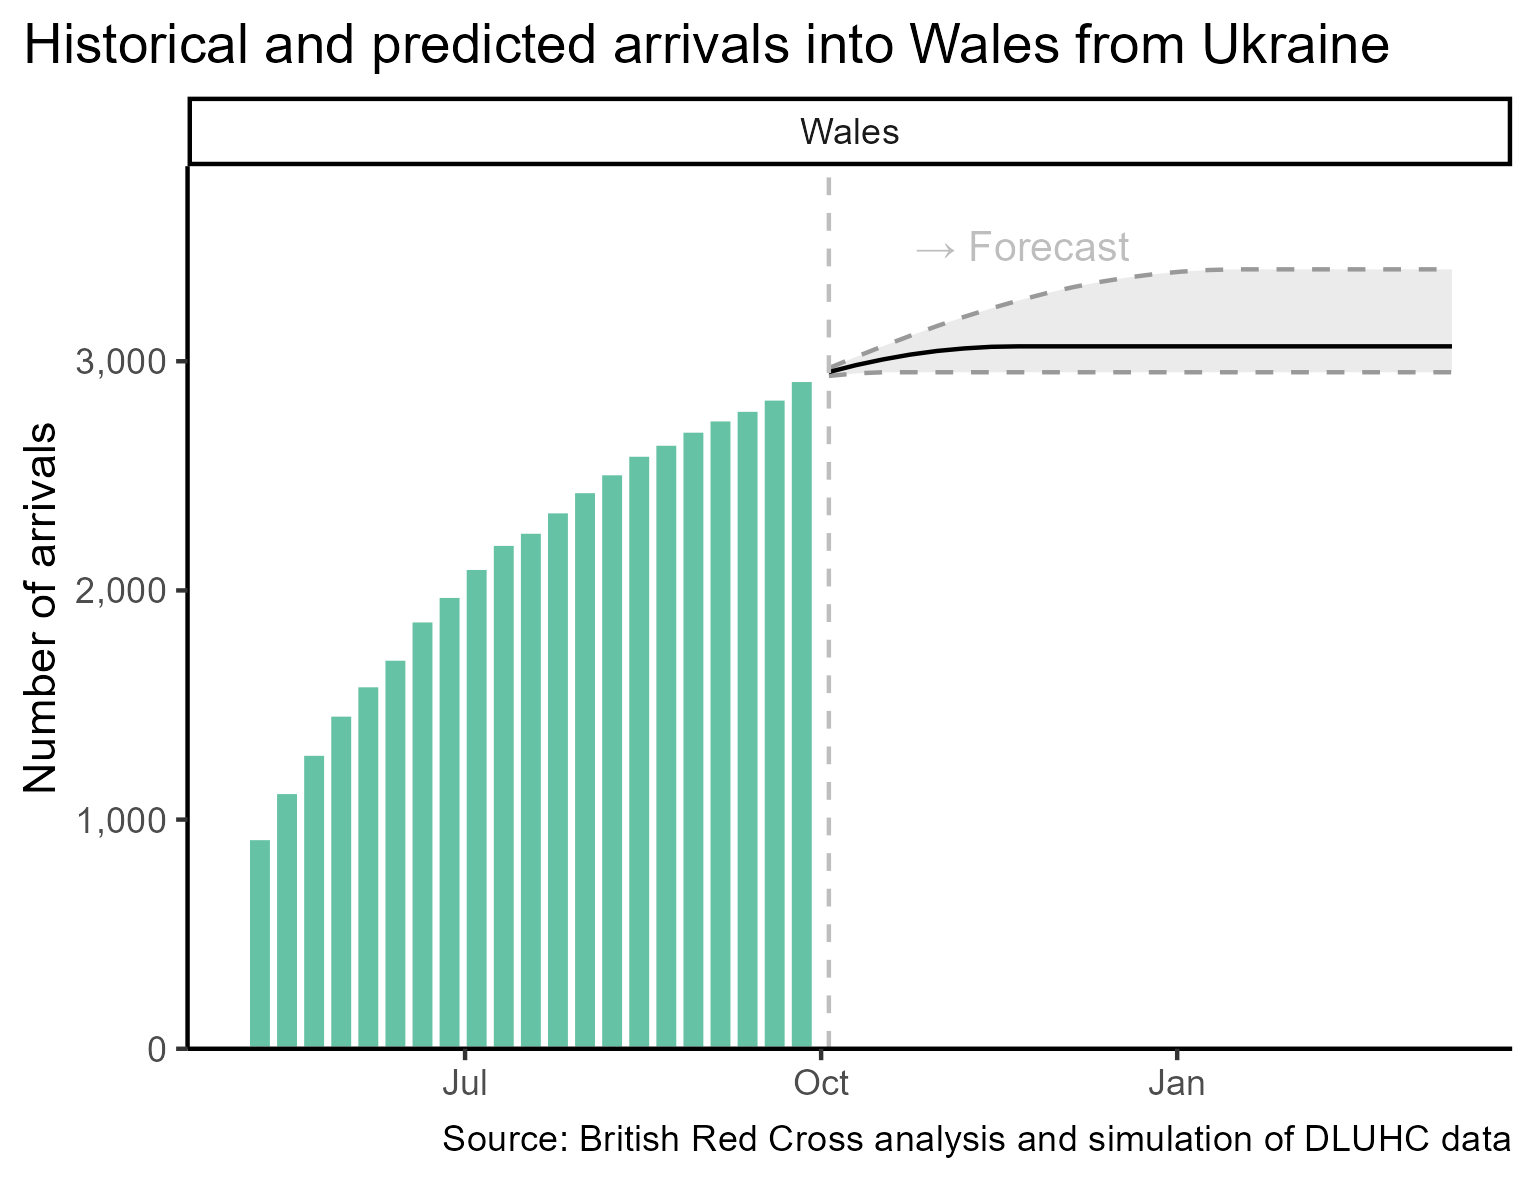 Historical and predicted arrivals into Wales from Ukraine
Wales
→ Forecast
Number of arrivals
3,000
2,000
1,000
0
Jul
Oct
Jan
Source: British Red Cross analysis and simulation of DLUHC data